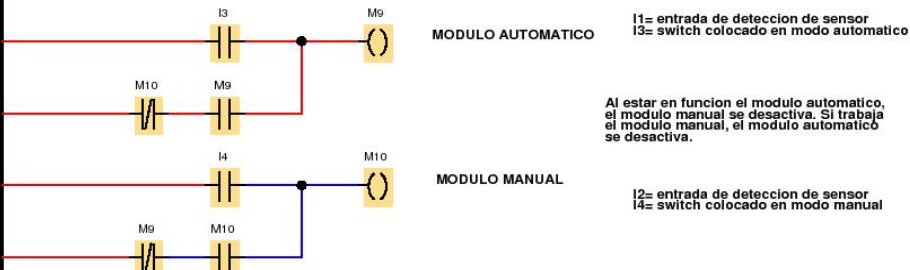 I3
M9
MODULO AUTOMATICO
I1= entrada de deteccion de sensor
I3= switch colocado en modo automatico
M10
M9
Al estar en funcion el modulo automatico,
el modulo manual se desactiva. Si trabaja
el modulo manual, el modulo automatico
se desactiva.
I4
M10
MODULO MANUAL
I2= entrada de deteccion de sensor
I4= switch colocado en modo manual
M9
M10